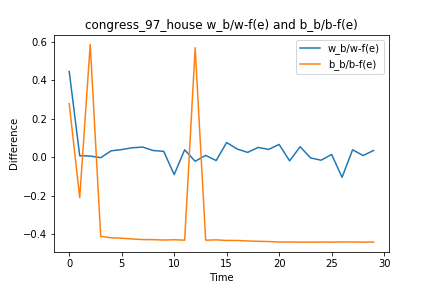 congress_97_house w_b/w-f(e) and b_b/b-f(e)
w_b/w-f(e)
b_b/b-f(e)
0.6
0.4
0.2
0.0
−0.2
−0.4
Difference
0 5 10 15 20 25 30
Time